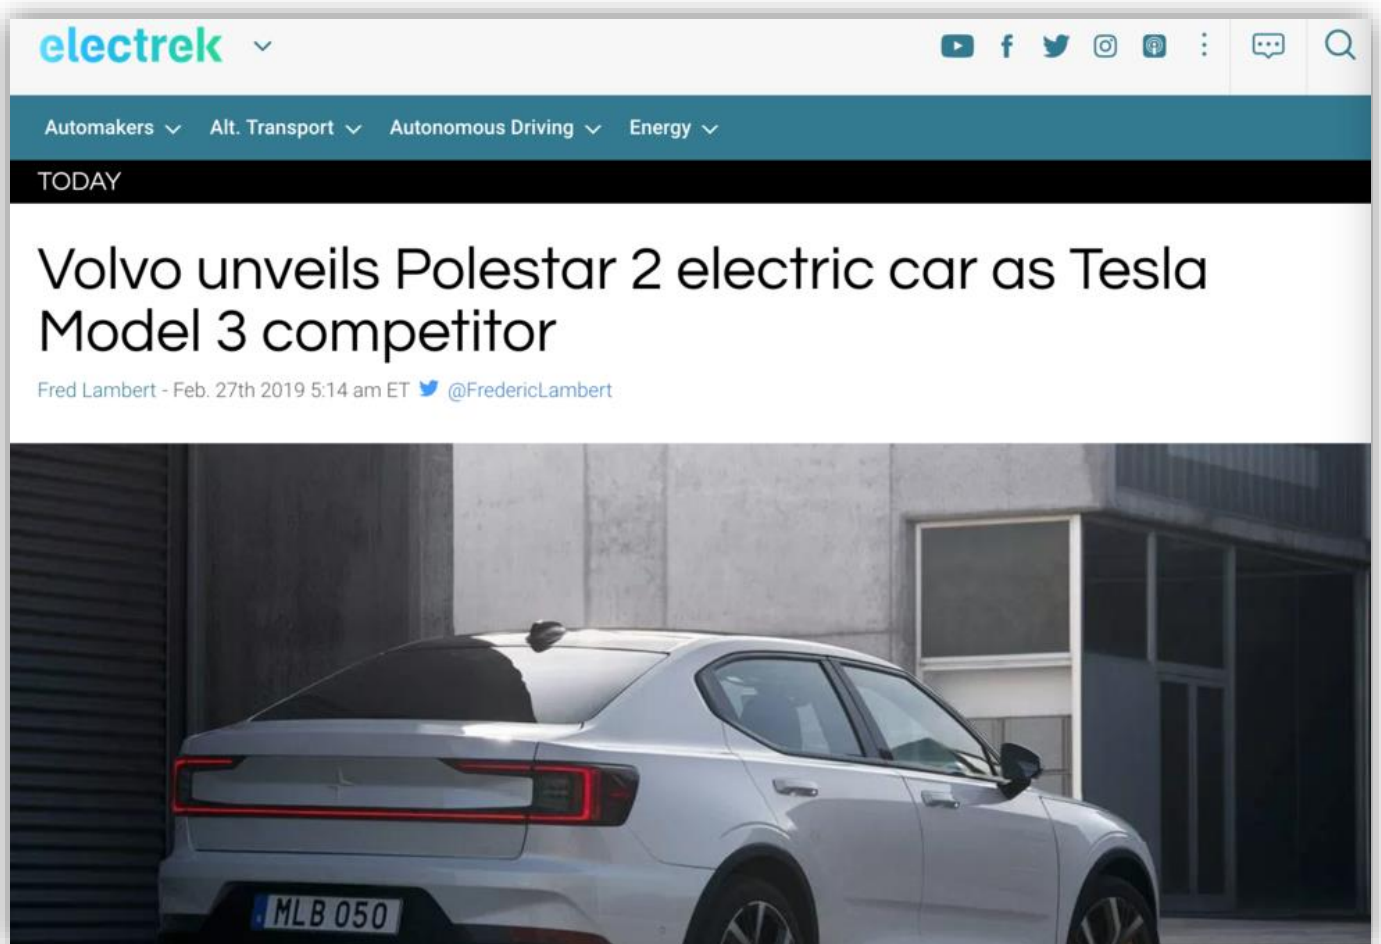 electrek
Automakers Alt. Transport Autonomous Driving Energy
TODAY
Volvo unveils Polestar 2 electric car as Tesla
Model 3 competitor
Fred Lambert - Feb. 27th 2019 5:14 am ET @FredericLambert
MLB 050